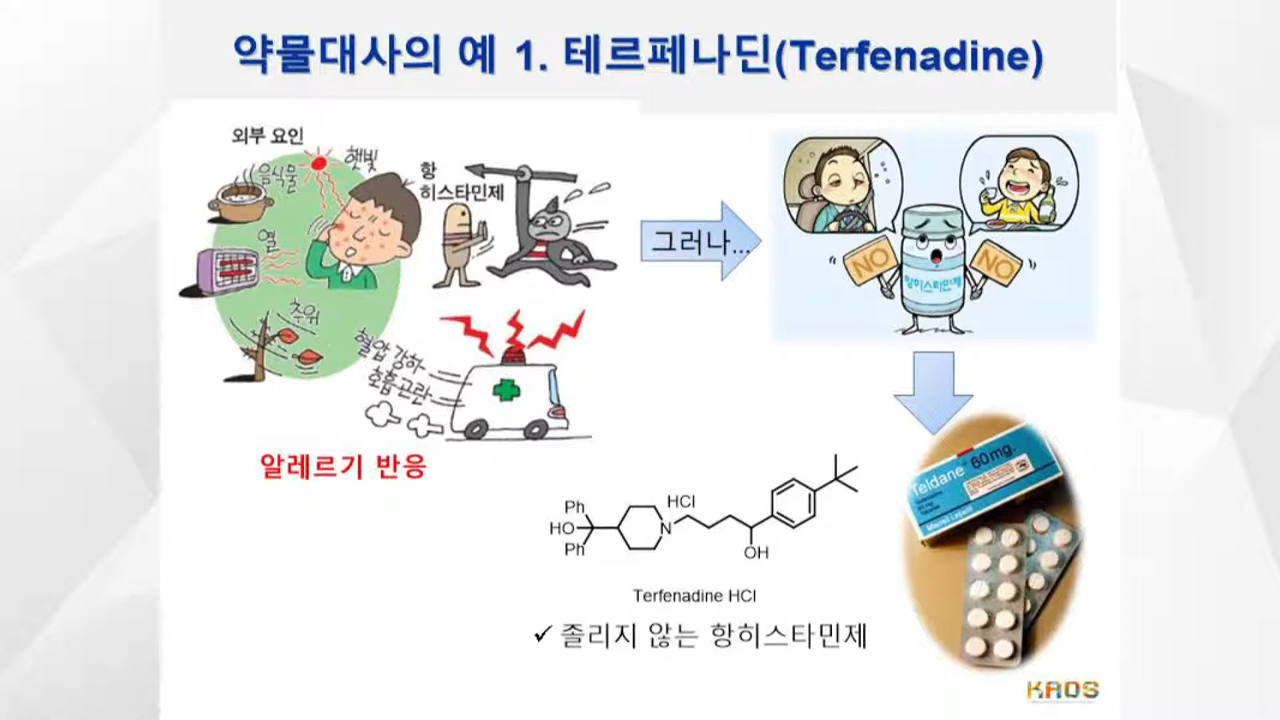 약물대사의 예 1. 테르페나딘(Terfenadine)
외부 요인
햇빛
음식물
열
추위
항
히스타민제
혈압 강하
호흡 곤란
알레르기 반응
그러나...
NO
NO
항히스타민제
Teldane 60mg.
Merrell Lepetit
Ph
HO
Ph
N
HCl
OH
Terfenadine HCl
✓ 졸리지 않는 항히스타민제
KAOS